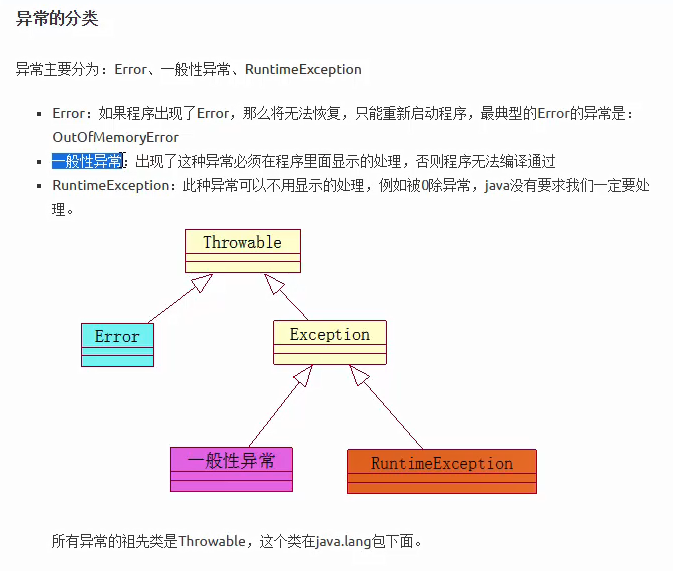 异常的分类
异常主要分为：Error、一般性异常、RuntimeException
Error：如果程序出现了Error，那么将无法恢复，只能重新启动程序，最典型的Error的异常是：
OutOfMemoryError
一般性异常：出现了这种异常必须在程序里面显示的处理，否则程序无法编译通过
RuntimeException：此种异常可以不用显示的处理，例如被0除异常，java没有要求我们一定要处
理。
Throwable
Error
Exception
一般性异常
RuntimeException
所有异常的祖先类是Throwable，这个类在java.lang包下面。